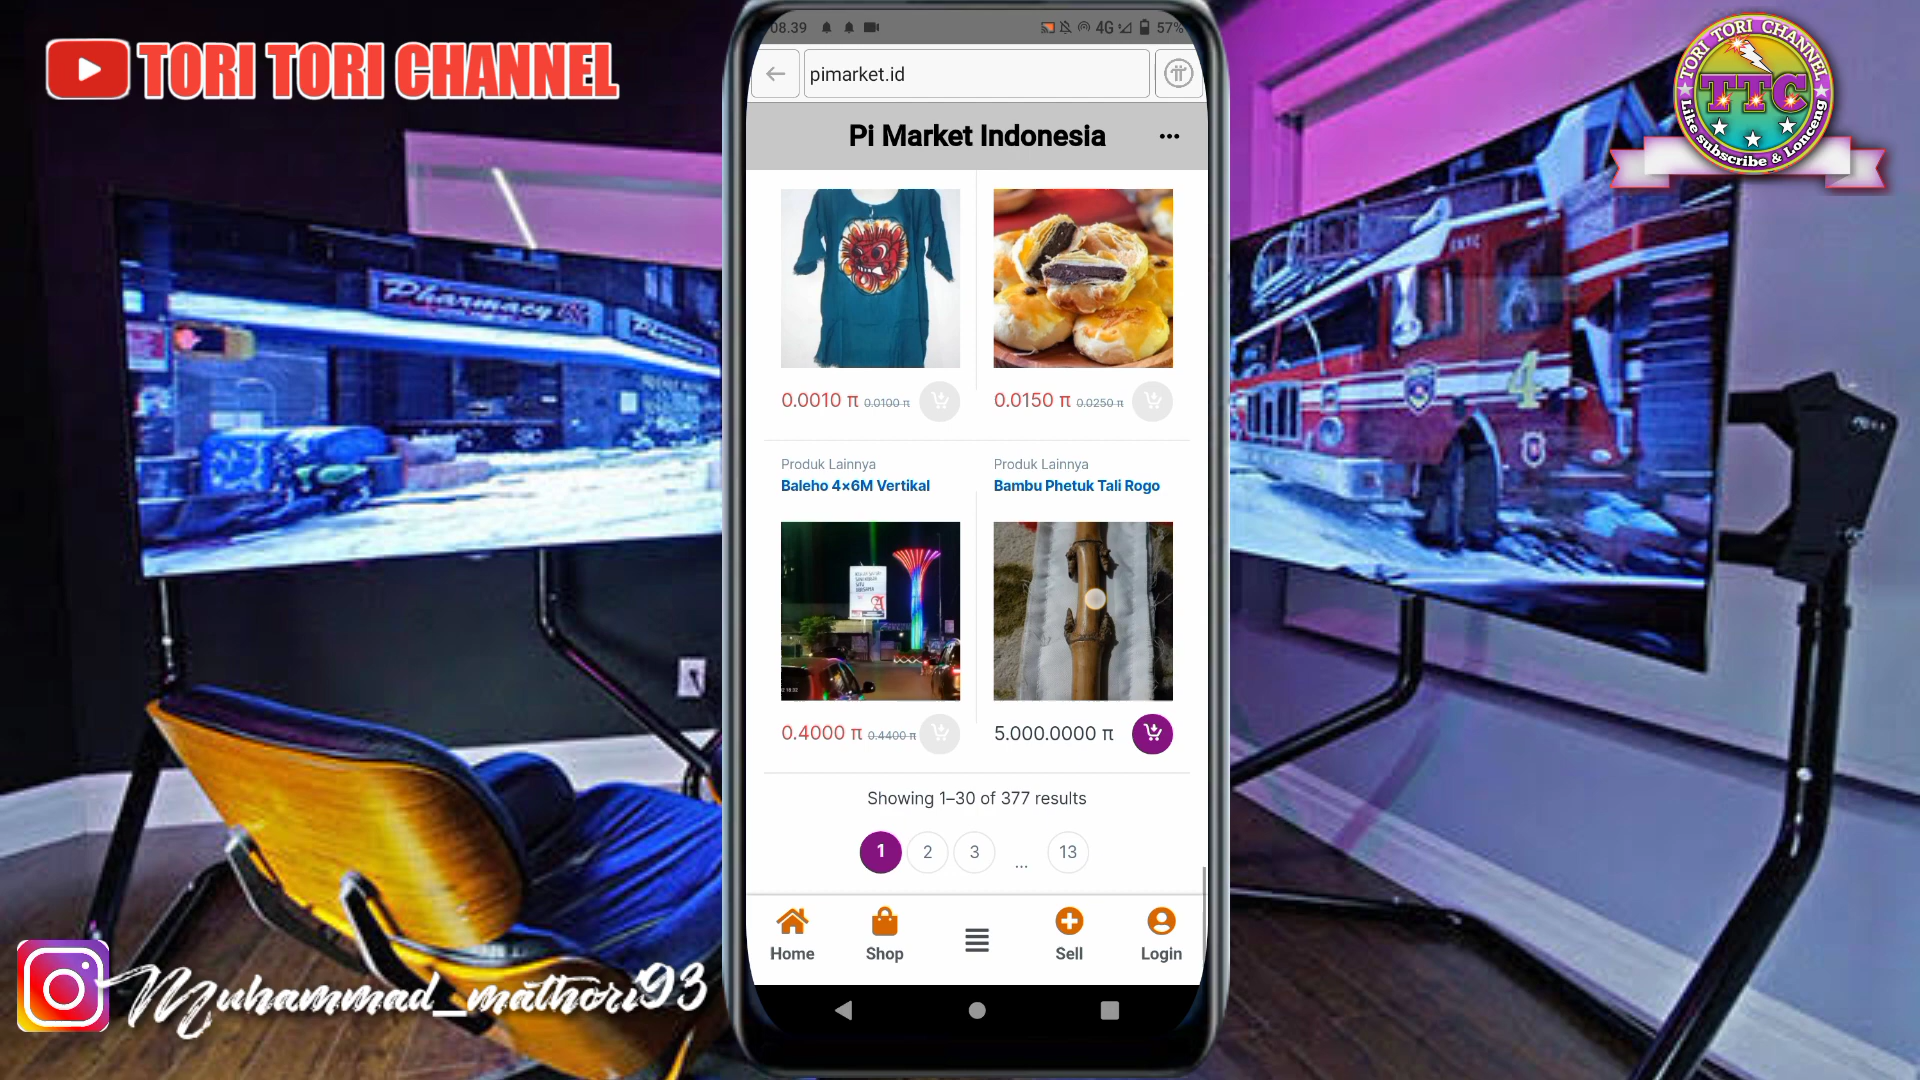 TORI TORI CHANNEL
TORI TORI CHANNEL
TTC
Like subscribe & Lonceng
08.39
4G
57%
pimarket.id
Pi Market Indonesia
0.0010 π 0.0100 π
0.0150 π 0.0250 π
Produk Lainnya
Baleho 4×6M Vertikal
Produk Lainnya
Bambu Phetuk Tali Rogo
0.4000 π 0.4400 π
5.000.0000 π
Showing 1–30 of 377 results
1 2 3 ... 13
Home
Shop
Sell
Login
Pharmacy
Pharmacy
4
Muhammad_mathori93